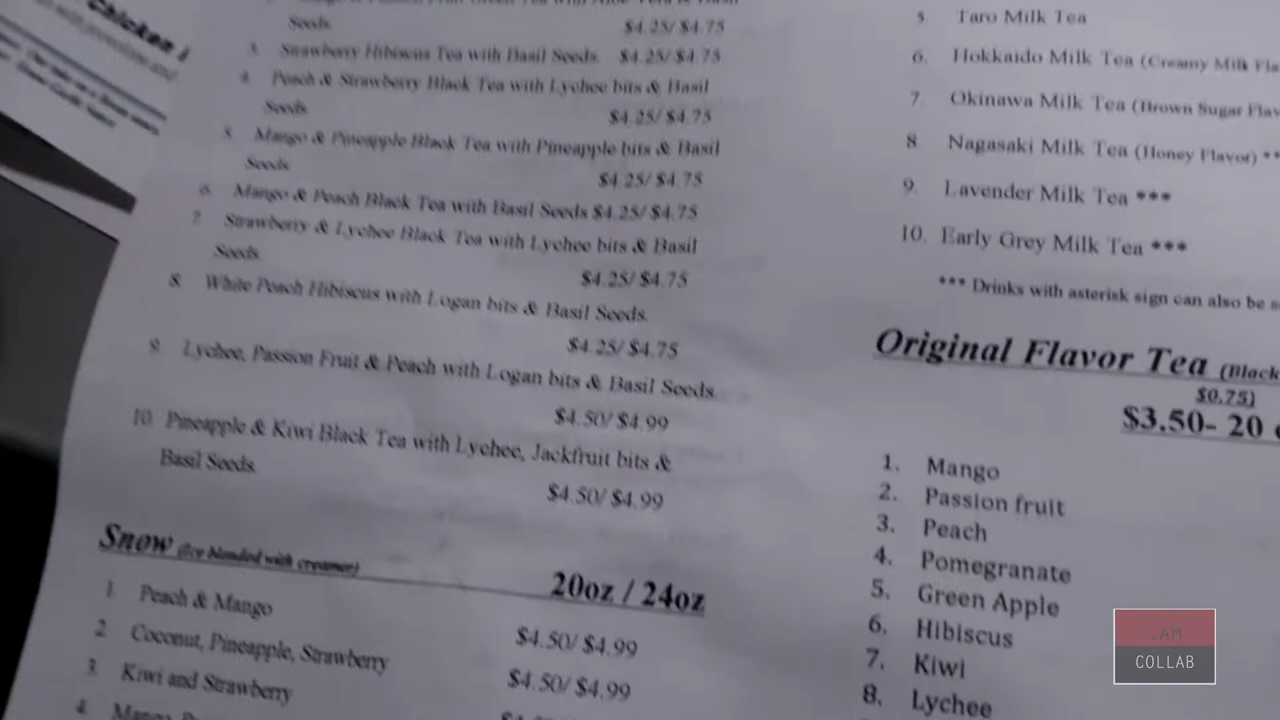 Chicken
Seeds. $4.25/ $4.75
3. Strawberry Hibiscus Tea with Basil Seeds. $4.25/ $4.75
4. Peach & Strawberry Black Tea with Lychee bits & Basil
Seeds. $4.25/ $4.75
5. Mango & Pineapple Black Tea with Pineapple bits & Basil
Seeds. $4.25/ $4.75
6. Mango & Peach Black Tea with Basil Seeds $4.25/ $4.75
7. Strawberry & Lychee Black Tea with Lychee bits & Basil
Seeds. $4.25/ $4.75
8. White Peach Hibiscus with Logan bits & Basil Seeds.
$4.25/ $4.75
9. Lychee, Passion Fruit & Peach with Logan bits & Basil Seeds.
$4.50/ $4.99
10. Pineapple & Kiwi Black Tea with Lychee, Jackfruit bits &
Basil Seeds.
$4.50/ $4.99
Snow (Ice blended with creamer) 20oz / 24oz
1. Peach & Mango $4.50/ $4.99
2. Coconut, Pineapple, Strawberry $4.50/ $4.99
3. Kiwi and Strawberry
4. Mango,
5. Taro Milk Tea
6. Hokkaido Milk Tea (Creamy Milk
7. Okinawa Milk Tea (Brown Sugar
8. Nagasaki Milk Tea (Honey Flavor) **
9. Lavender Milk Tea ***
10. Early Grey Milk Tea ***
*** Drinks with asterisk sign can also be
Original Flavor Tea (Black
$0.75)
$3.50- 20
1. Mango
2. Passion fruit
3. Peach
4. Pomegranate
5. Green Apple
6. Hibiscus
7. Kiwi
8. Lychee
COLLAB